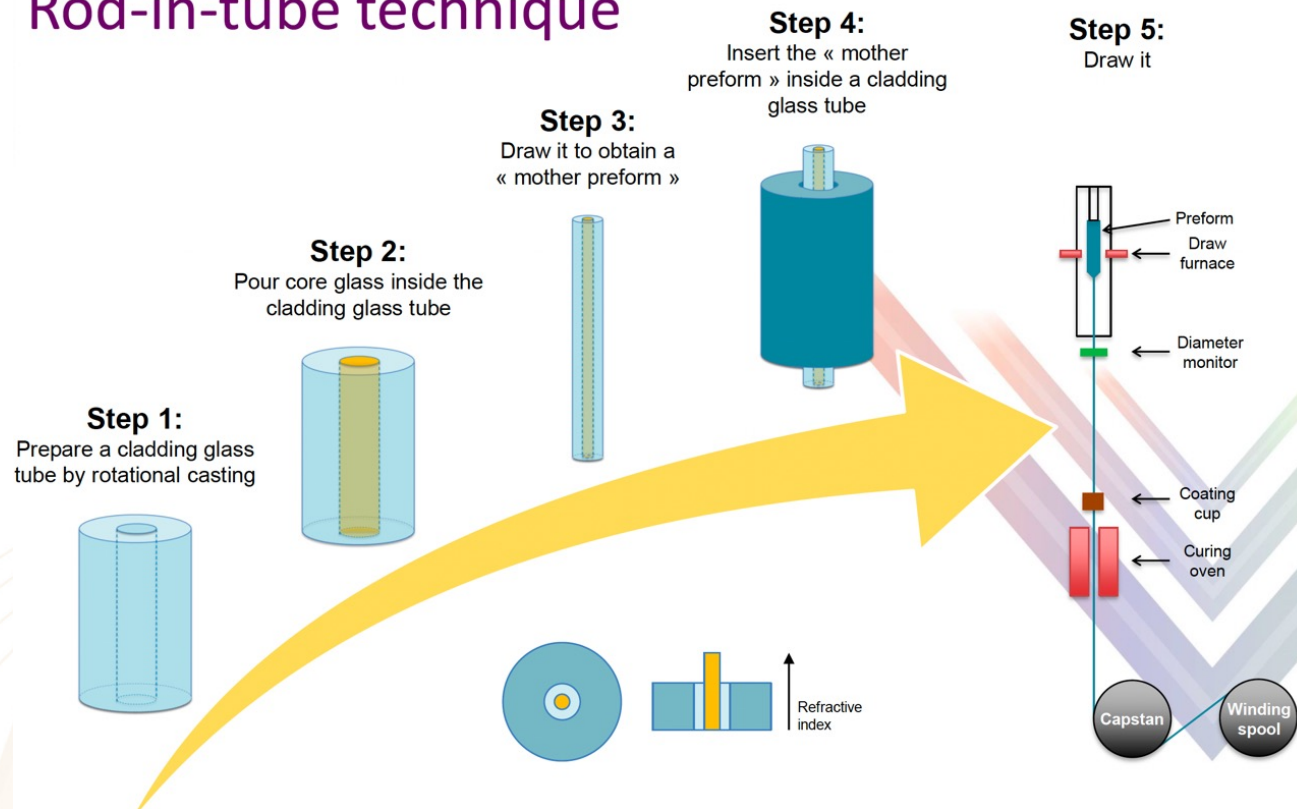 Rod-in-tube technique
Step 1:
Prepare a cladding glass
tube by rotational casting
Step 2:
Pour core glass inside the
cladding glass tube
Step 3:
Draw it to obtain a
« mother preform »
Step 4:
Insert the « mother
preform » inside a cladding
glass tube
Step 5:
Draw it
Preform
Draw
furnace
Diameter
monitor
Coating
cup
Curing
oven
Capstan
Winding
spool
Refractive
index